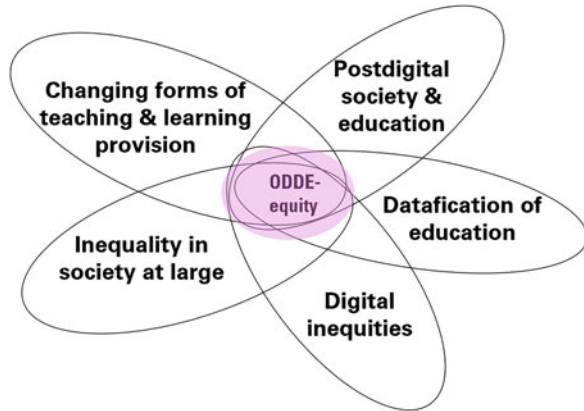 Changing forms of
teaching & learning
provision
Postdigital
society &
education
ODDE-
equity
Datafication of
education
Inequality in
society at large
Digital
inequities